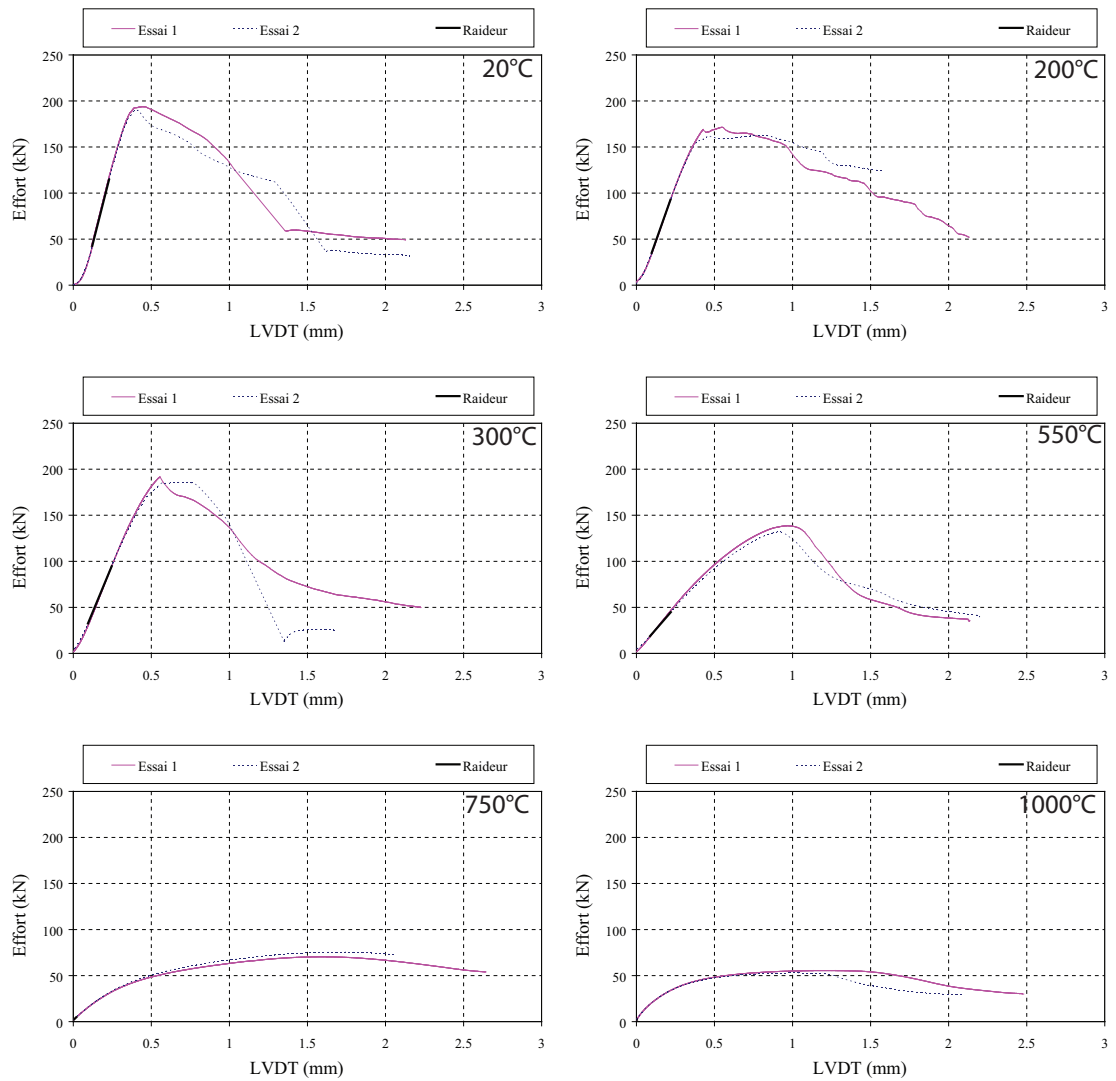 Essai 1 Essai 2 Raideur
Effort (kN)
250
200
150
100
50
0
20°C
0 0.5 1 1.5 2 2.5 3
LVDT (mm)
Essai 1 Essai 2 Raideur
Effort (kN)
250
200
150
100
50
0
200°C
0 0.5 1 1.5 2 2.5 3
LVDT (mm)
Essai 1 Essai 2 Raideur
Effort (kN)
250
200
150
100
50
0
300°C
0 0.5 1 1.5 2 2.5 3
LVDT (mm)
Essai 1 Essai 2 Raideur
Effort (kN)
250
200
150
100
50
0
550°C
0 0.5 1 1.5 2 2.5 3
LVDT (mm)
Essai 1 Essai 2 Raideur
Effort (kN)
250
200
150
100
50
0
750°C
0 0.5 1 1.5 2 2.5 3
LVDT (mm)
Essai 1 Essai 2 Raideur
Effort (kN)
250
200
150
100
50
0
1000°C
0 0.5 1 1.5 2 2.5 3
LVDT (mm)